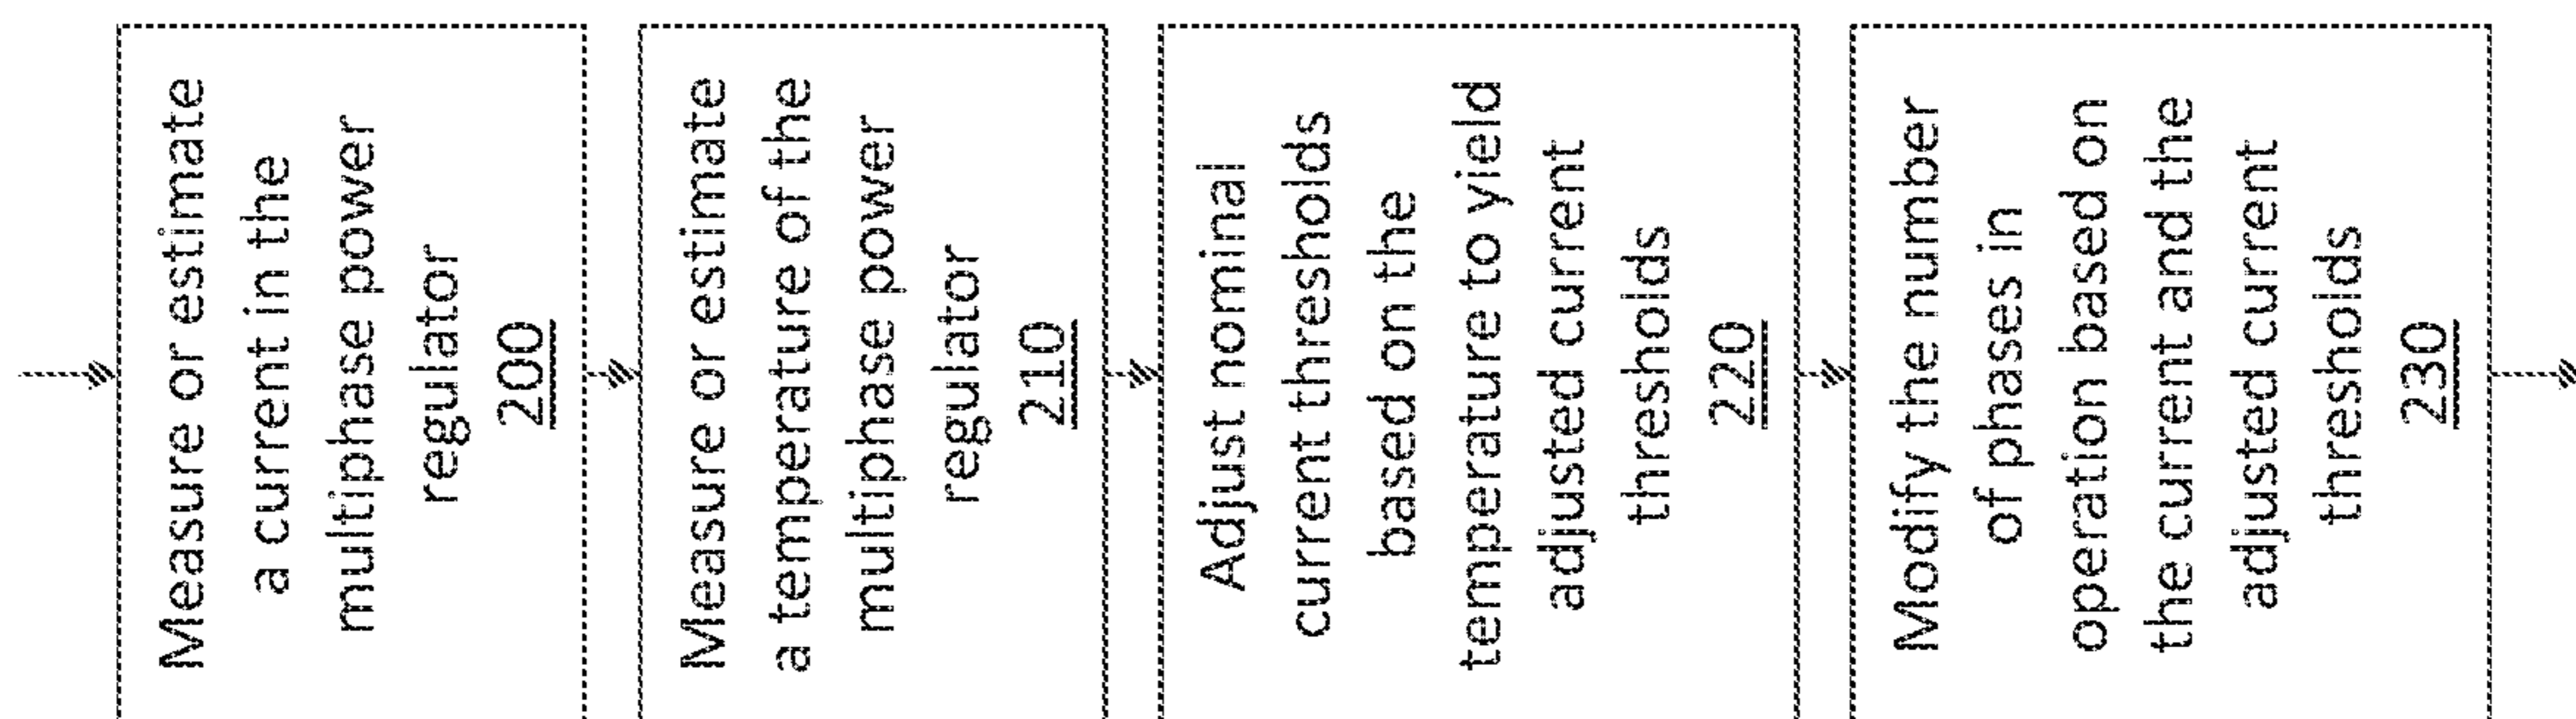 Measure or estimate
a current in the
multiphase power
regulator
200
Measure or estimate
a temperature of the
multiphase power
regulator
210
Adjust nominal
current thresholds
based on the
temperature to yield
adjusted current
thresholds
220
Modify the number
of phases in
operation based on
the current and the
adjusted current
thresholds
230